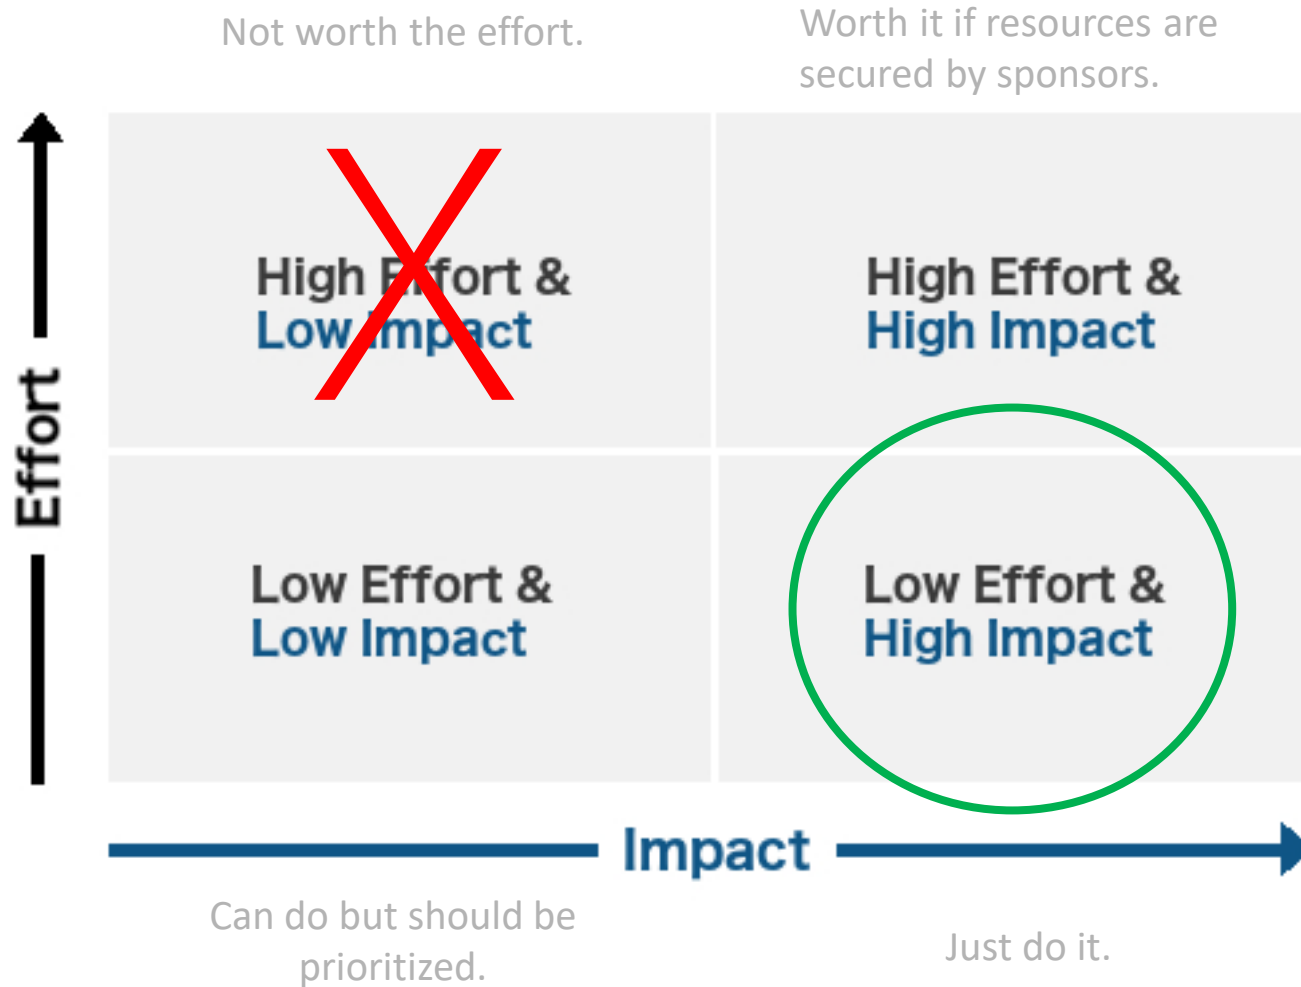 Not worth the effort.
Worth it if resources are
secured by sponsors.
Effort
High Effort &
Low Impact
High Effort &
High Impact
Low Effort &
Low Impact
Low Effort &
High Impact
Impact
Can do but should be
prioritized.
Just do it.